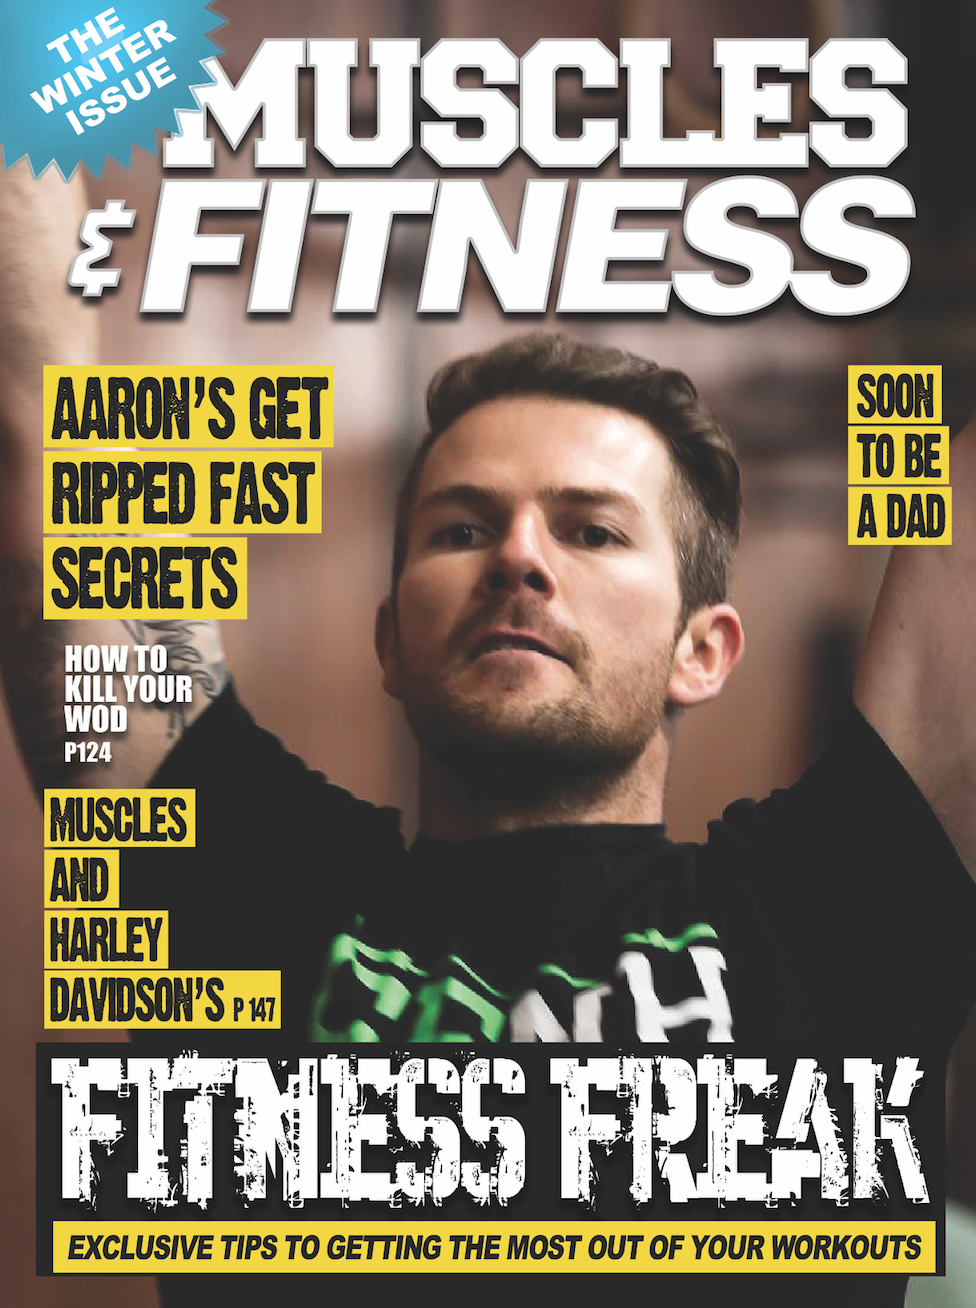 THE
WINTER
ISSUE
MUSCLES
& FITNESS
AARON'S GET
RIPPED FAST
SECRETS
SOON
TO BE
A DAD
HOW TO
KILL YOUR
WOD
P124
MUSCLES
AND
HARLEY
DAVIDSON'S P 147
FITNESS FREAK
EXCLUSIVE TIPS TO GETTING THE MOST OUT OF YOUR WORKOUTS